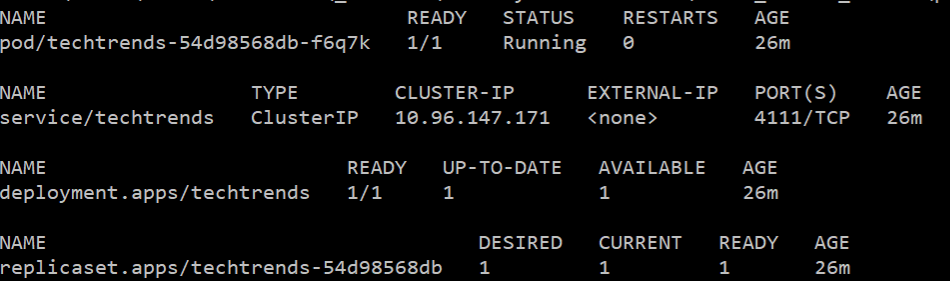 NAME READY STATUS RESTARTS AGE
pod/techtrends-54d98568db-f6q7k 1/1 Running 0 26m
NAME TYPE CLUSTER-IP EXTERNAL-IP PORT(S) AGE
service/techtrends ClusterIP 10.96.147.171 <none> 4111/TCP 26m
NAME READY UP-TO-DATE AVAILABLE AGE
deployment.apps/techtrends 1/1 1 1 26m
NAME DESIRED CURRENT READY AGE
replicaset.apps/techtrends-54d98568db 1 1 1 26m